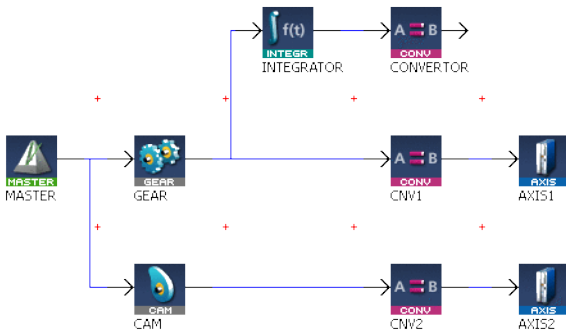 f(t) A B
INTEGR CONV
INTEGRATOR CONVERTOR
A B
MASTER GEAR CONV AXIS
MASTER GEAR CNV1 AXIS1
A B
CAM CONV AXIS
CAM CNV2 AXIS2